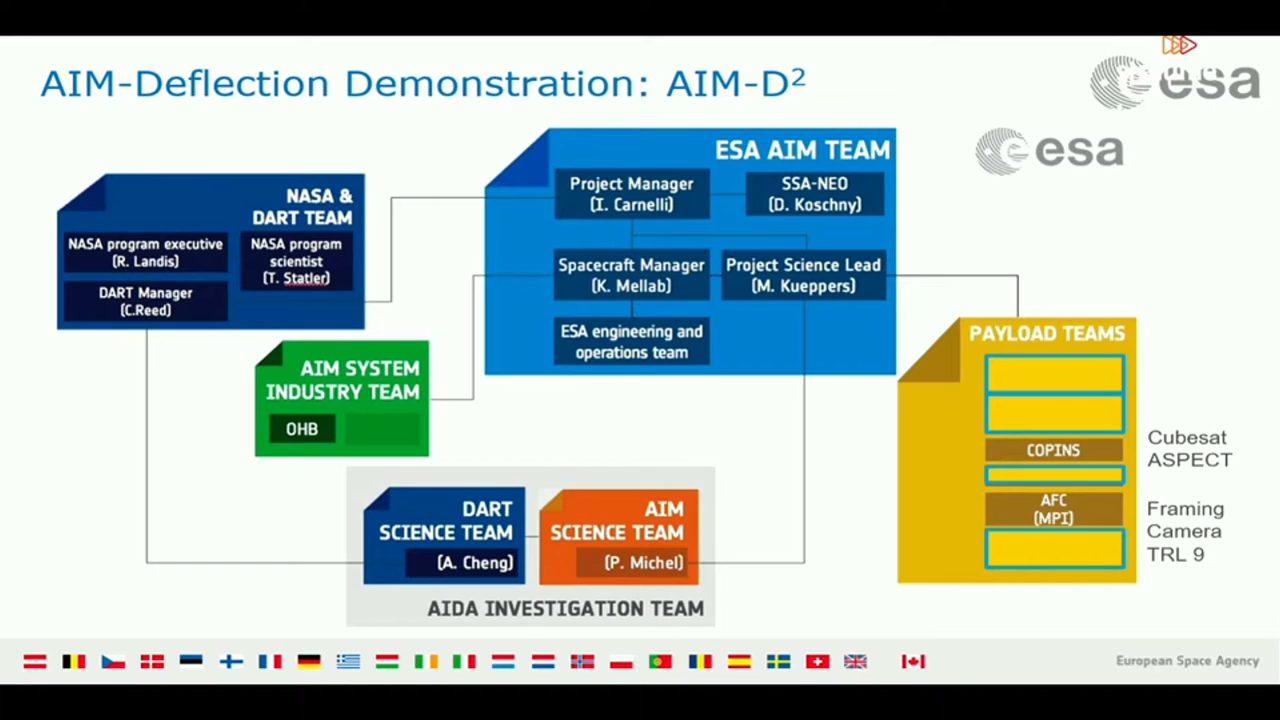 AIM-Deflection Demonstration: AIM-D²
esa
esa
NASA &
DART TEAM
NASA program executive
(R. Landis)
NASA program
scientist
(T. Statler)
DART Manager
(C.Reed)
ESA AIM TEAM
Project Manager
(I. Carnelli)
SSA-NEO
(D. Koschny)
Spacecraft Manager
(K. Mellab)
Project Science Lead
(M. Kueppers)
ESA engineering and
operations team
AIM SYSTEM
INDUSTRY TEAM
OHB
PAYLOAD TEAMS
COPINS
AFC
(MPI)
Cubesat
ASPECT
Framing
Camera
TRL 9
DART
SCIENCE TEAM
(A. Cheng)
AIM
SCIENCE TEAM
(P. Michel)
AIDA INVESTIGATION TEAM
European Space Agency